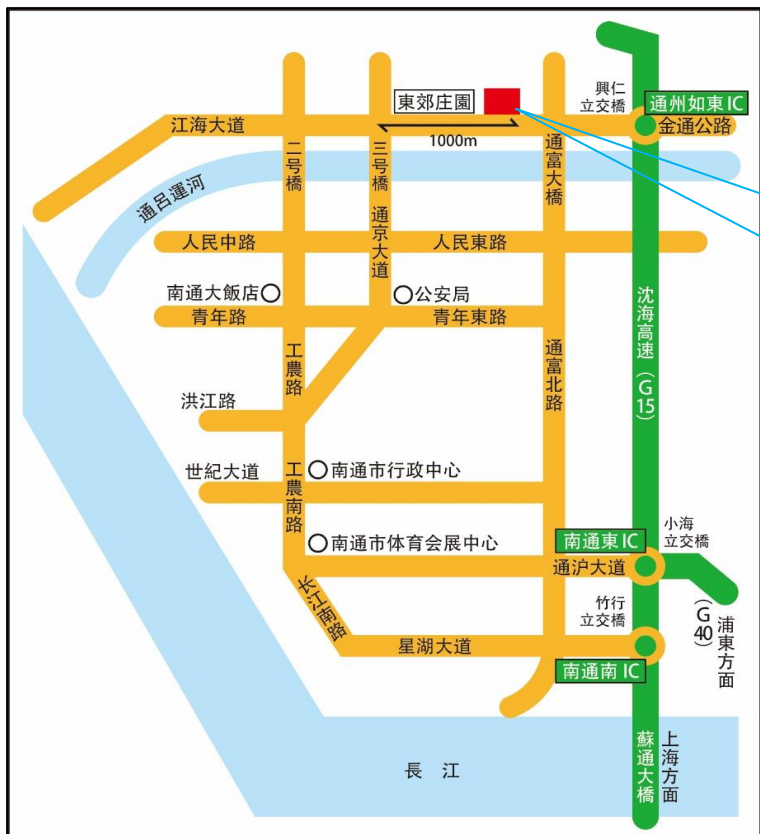 興仁
立交橋
通州如東IC
東郊庄園
江海大道
金通公路
1000m
二号橋
三号橋
通富大橋
通呂運河
通京大道
人民中路
人民東路
南通大飯店
公安局
青年路
青年東路
沈海高速(G15)
工農路
通富北路
洪江路
世紀大道
工農南路
南通市行政中心
南通市体育会展中心
小海
立交橋
南通東IC
通沪大道
长江南路
竹行
立交橋
(G40)
浦東方面
星湖大道
南通南IC
長江
蘇通大橋
上海方面